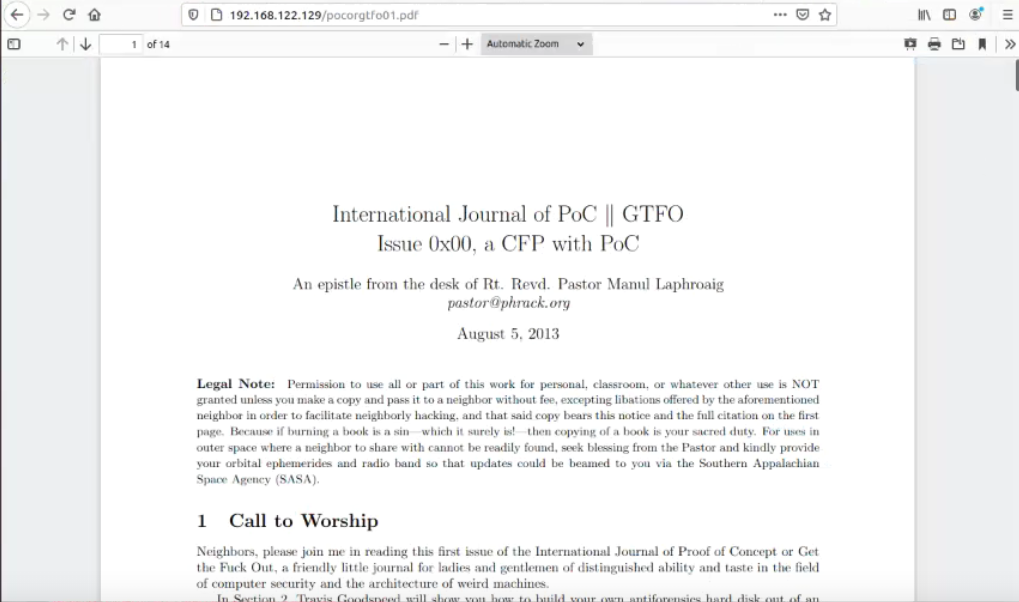 192.168.122.129/pocorgtfo01.pdf
1 of 14
Automatic Zoom
International Journal of PoC ∥ GTFO
Issue 0x00, a CFP with PoC
An epistle from the desk of Rt. Revd. Pastor Manul Laphroaig
pastor@phrack.org
August 5, 2013
Legal Note: Permission to use all or part of this work for personal, classroom, or whatever other use is NOT
granted unless you make a copy and pass it to a neighbor without fee, excepting libations offered by the aforementioned
neighbor in order to facilitate neighborly hacking, and that said copy bears this notice and the full citation on the first
page. Because if burning a book is a sin—which it surely is!—then copying of a book is your sacred duty. For uses in
outer space where a neighbor to share with cannot be readily found, seek blessing from the Pastor and kindly provide
your orbital ephemerides and radio band so that updates could be beamed to you via the Southern Appalachian
Space Agency (SASA).
1 Call to Worship
Neighbors, please join me in reading this first issue of the International Journal of Proof of Concept or Get
the Fuck Out, a friendly little journal for ladies and gentlemen of distinguished ability and taste in the field
of computer security and the architecture of weird machines.
In Section 2, Travis Goodspeed will show you how to build your own antiforensics hard disk out of an